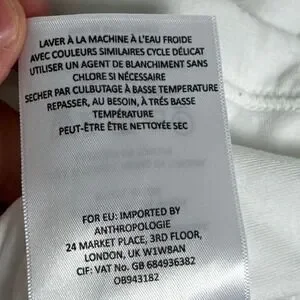 LAVER À LA MACHINE À L'EAU FROIDE
AVEC COULEURS SIMILAIRES CYCLE DÉLICAT
UTILISER UN AGENT DE BLANCHIMENT SANS
CHLORE SI NÉCESSAIRE
SECHER PAR CULBUTAGE À BASSE TEMPERATURE
REPASSER, AU BESOIN, À TRÉS BASSE
TEMPÉRATURE
PEUT-ÊTRE ÊTRE NETTOYÉE SEC
FOR EU: IMPORTED BY
ANTHROPOLOGIE
24 MARKET PLACE, 3RD FLOOR,
LONDON, UK W1W8AN
CIF: VAT No. GB 684936382
OB943182